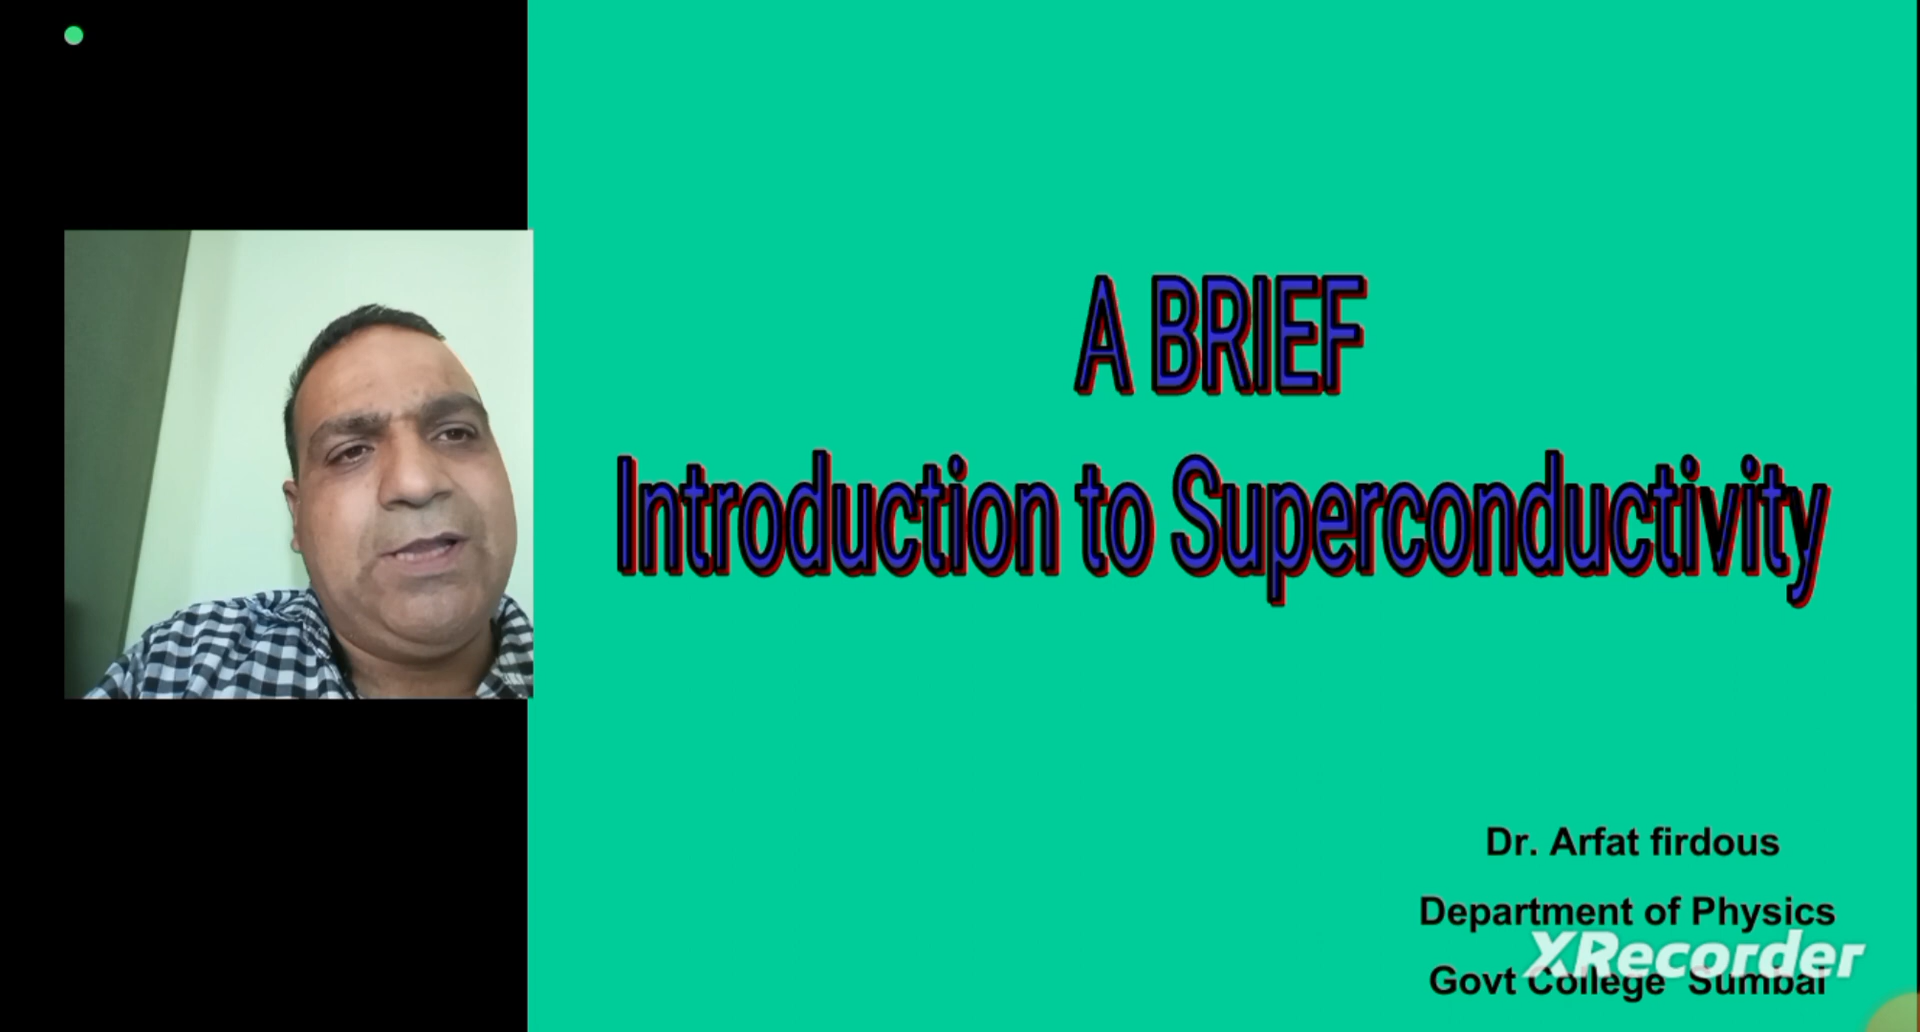 A BRIEF
Introduction to Superconductivity
Dr. Arfat firdous
Department of Physics
XRecorder
Govt College Sumbal